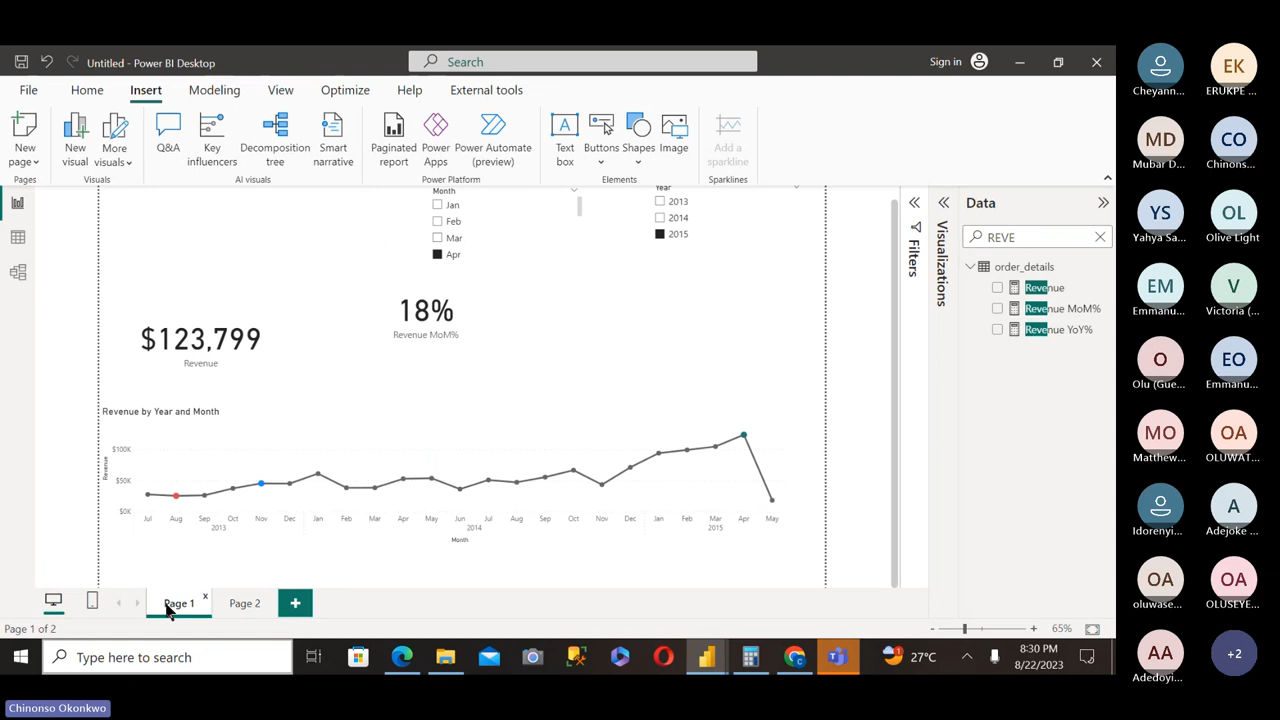 Untitled - Power BI Desktop
Search
Sign in
File
Home
Insert
Modeling
View
Optimize
Help
External tools
New page
New visual
More visuals
Q&A
Key influencers
Decomposition tree
Smart narrative
Paginated report
Power Apps
Power Automate (preview)
Text box
Buttons
Shapes
Image
Add a sparkline
Pages
Visuals
AI visuals
Power Platform
Elements
Sparklines
Month
Jan
Feb
Mar
Apr
Year
2013
2014
2015
$123,799
Revenue
18%
Revenue MoM%
Revenue by Year and Month
$100K
$50K
$0K
Revenue
Jul Aug Sep Oct Nov Dec Jan Feb Mar Apr May Jun Jul Aug Sep Oct Nov Dec Jan Feb Mar Apr May
2013 2014 2015
Month
Filters
Visualizations
Data
REVE
order_details
Revenue
Revenue MoM%
Revenue YoY%
Page 1 x
Page 2
+
Page 1 of 2
- + 65%
Type here to search
27°C
8:30 PM
8/22/2023
Cheyann...
EK
ERUKPE ...
MD
Mubar D...
CO
Chinons...
YS
Yahya Sa...
OL
Olive Light
EM
Emmanu...
V
Victoria (...
O
Olu (Gue...
EO
Emmanu...
MO
Matthew...
OA
OLUWAT...
Idorenyi...
A
Adejoke ...
OA
oluwase...
OA
OLUSEYE...
AA
Adedoyi...
+2
Chinonso Okonkwo